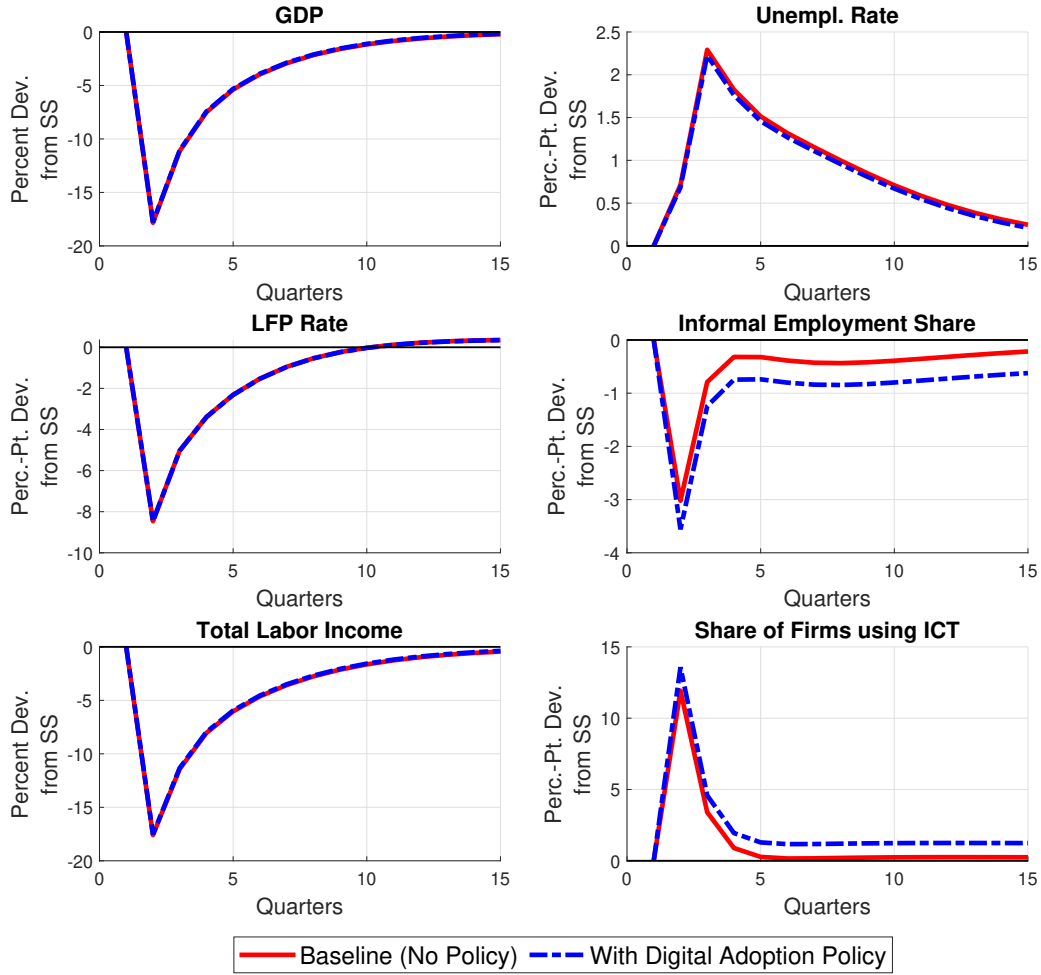 GDP
Percent Dev.
from SS
0
-5
-10
-15
-20
0 5 10 15
Quarters
Unempl. Rate
Perc.-Pt. Dev.
from SS
2.5
2
1.5
1
0.5
0
0 5 10 15
Quarters
LFP Rate
Perc.-Pt. Dev.
from SS
0
-2
-4
-6
-8
-10
0 5 10 15
Quarters
Informal Employment Share
Perc.-Pt. Dev.
from SS
0
-1
-2
-3
-4
0 5 10 15
Quarters
Total Labor Income
Percent Dev.
from SS
0
-5
-10
-15
-20
0 5 10 15
Quarters
Share of Firms using ICT
Perc.-Pt. Dev.
from SS
15
10
5
0
0 5 10 15
Quarters
Baseline (No Policy) With Digital Adoption Policy